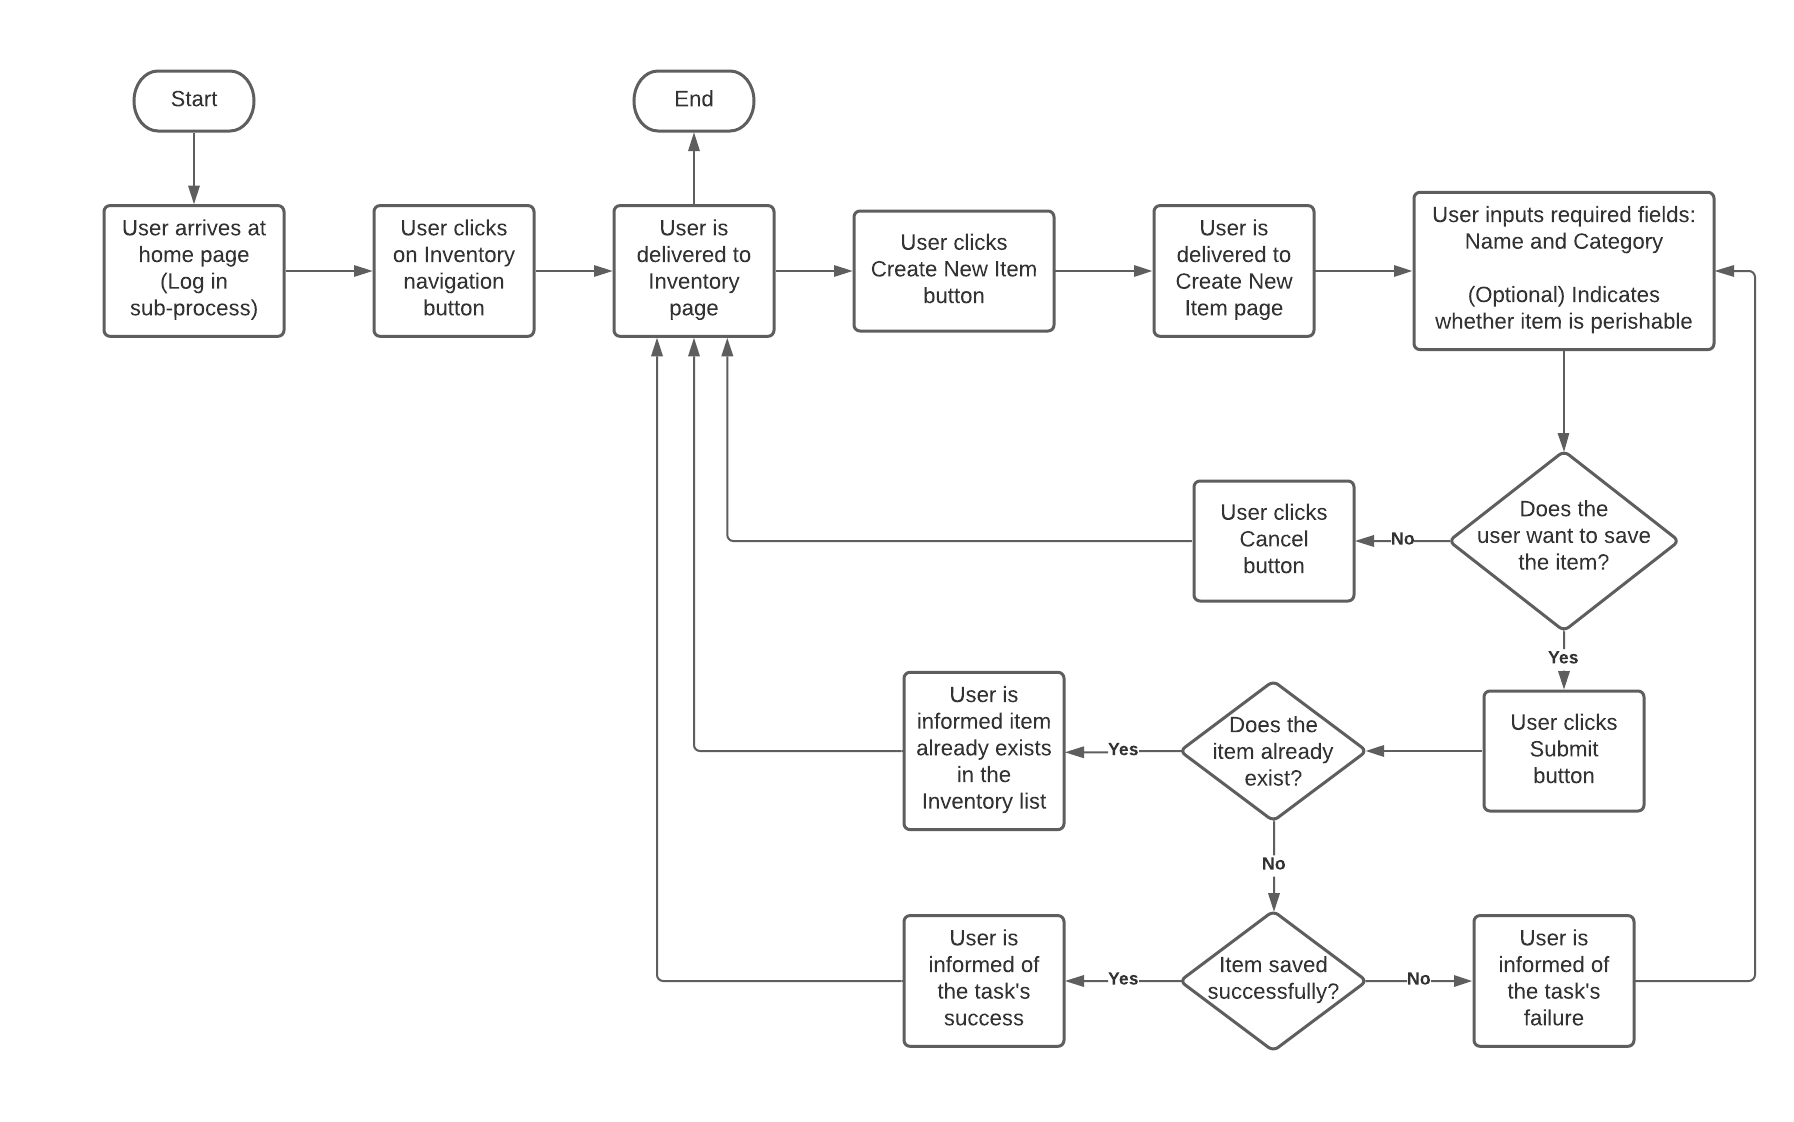 Start
End
User arrives at
home page
(Log in
sub-process)
User clicks
on Inventory
navigation
button
User is
delivered to
Inventory
page
User clicks
Create New Item
button
User is
delivered to
Create New
Item page
User inputs required fields:
Name and Category
(Optional) Indicates
whether item is perishable
Does the
user want to save
the item?
No
User clicks
Cancel
button
Yes
User clicks
Submit
button
Does the
item already
exist?
Yes
User is
informed item
already exists
in the
Inventory list
No
Item saved
successfully?
Yes
User is
informed of
the task's
success
No
User is
informed of
the task's
failure